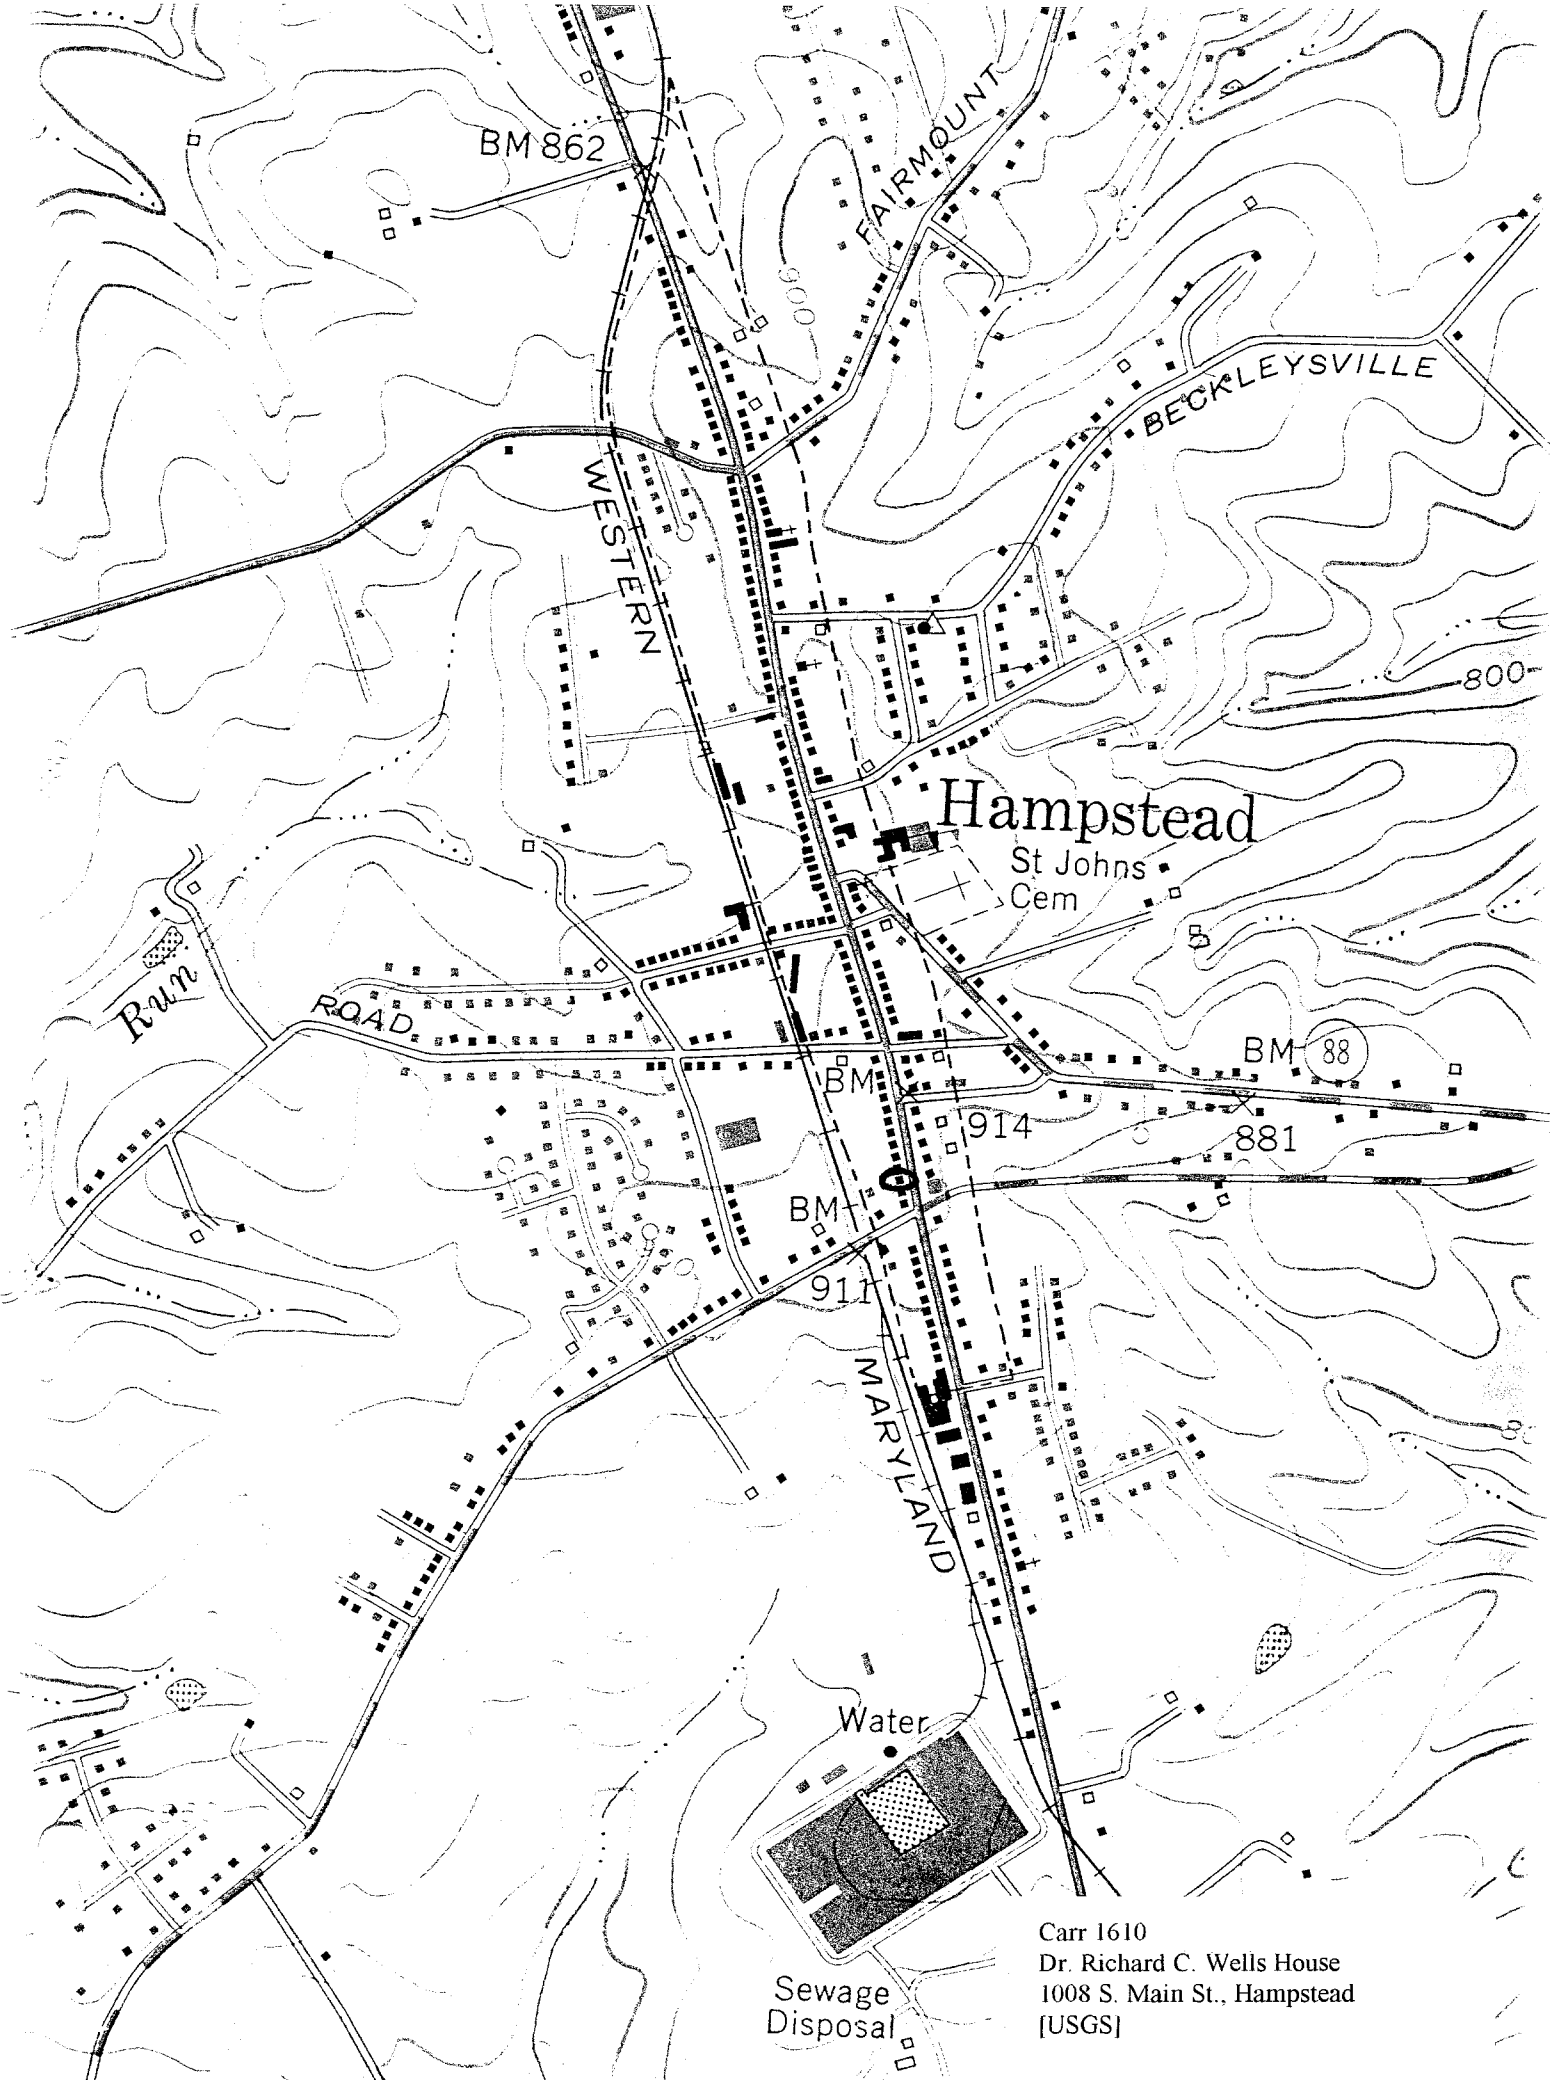 BM 862
FAIRMOUNT
900
BECKLEYSVILLE
WESTERN
800
Hampstead
St Johns
Cem
Run
ROAD
BM
88
BM
914
881
BM
911
MARYLAND
Water
Sewage
Disposal
Carr 1610
Dr. Richard C. Wells House
1008 S. Main St., Hampstead
[USGS]